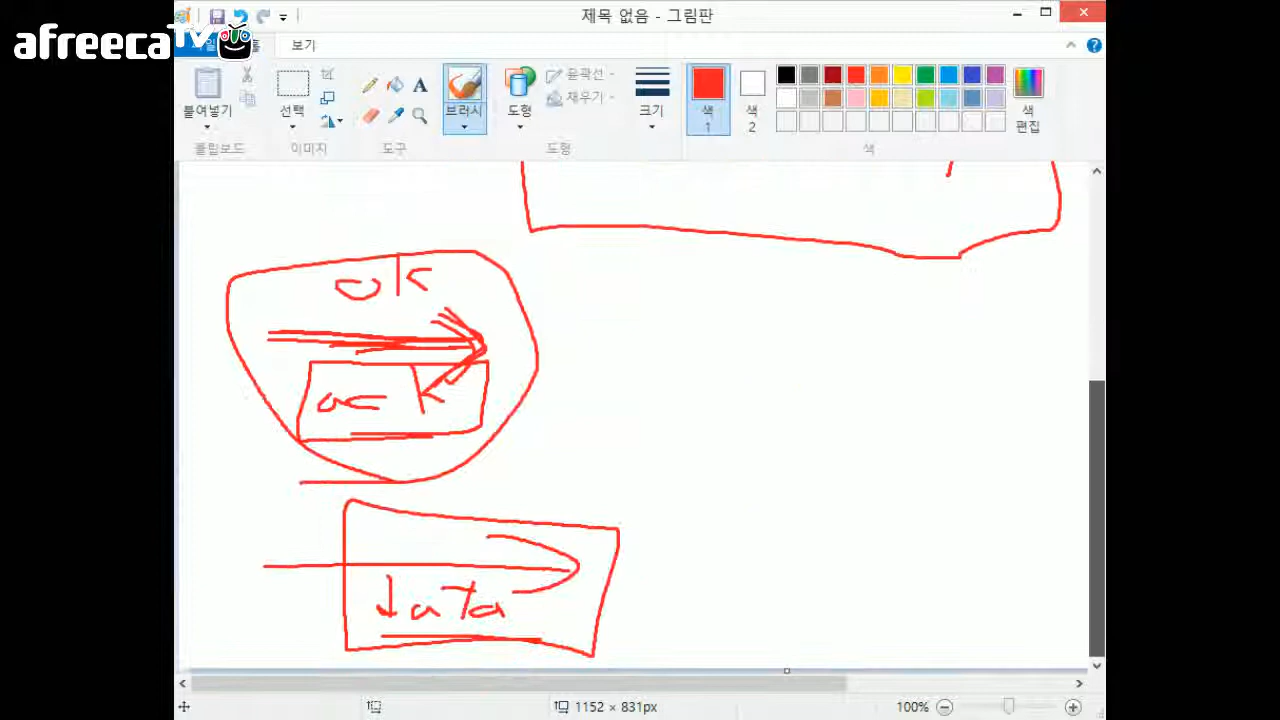 afreecaTV
제목 없음 - 그림판
보기
붙여넣기
선택
브러시
도형
윤곽선
채우기
크기
색
1
색
2
색
편집
클립보드
이미지
도구
도형
색
ok
ack
data
1152 × 831px
100%